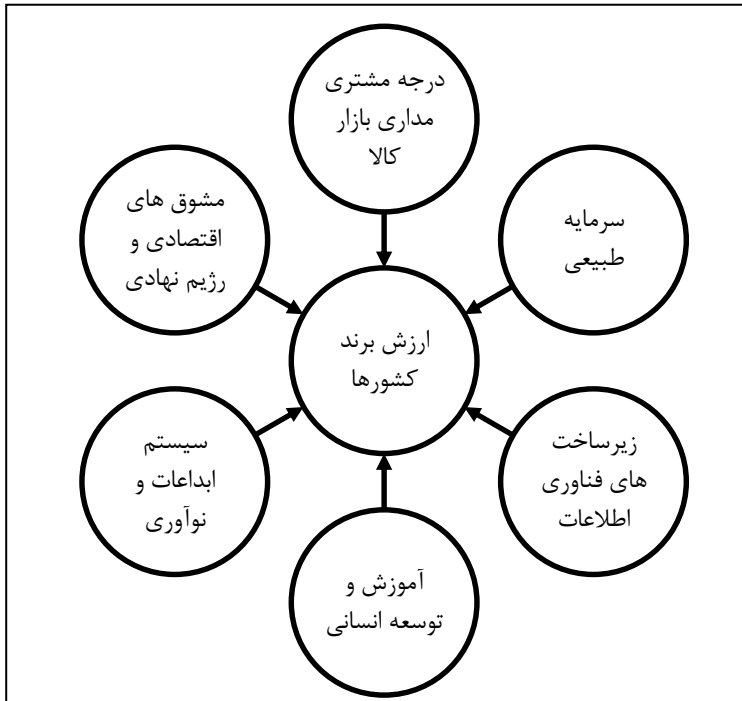 درجه مشتری
مداری بازار
کالا
سرمایه
طبیعی
مشوق های
اقتصادی و
رژیم نهادی
ارزش برند
کشورها
زیرساخت
های فناوری
اطلاعات
سیستم
ابداعات و
نوآوری
آموزش و
توسعه انسانی